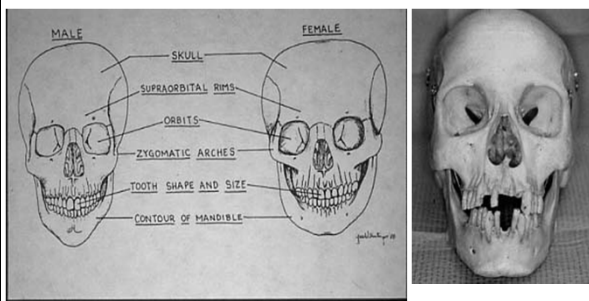 MALE
FEMALE
SKULL
SUPRAORBITAL RIMS
ORBITS
ZYGOMATIC ARCHES
TOOTH SHAPE AND SIZE
CONTOUR OF MANDIBLE